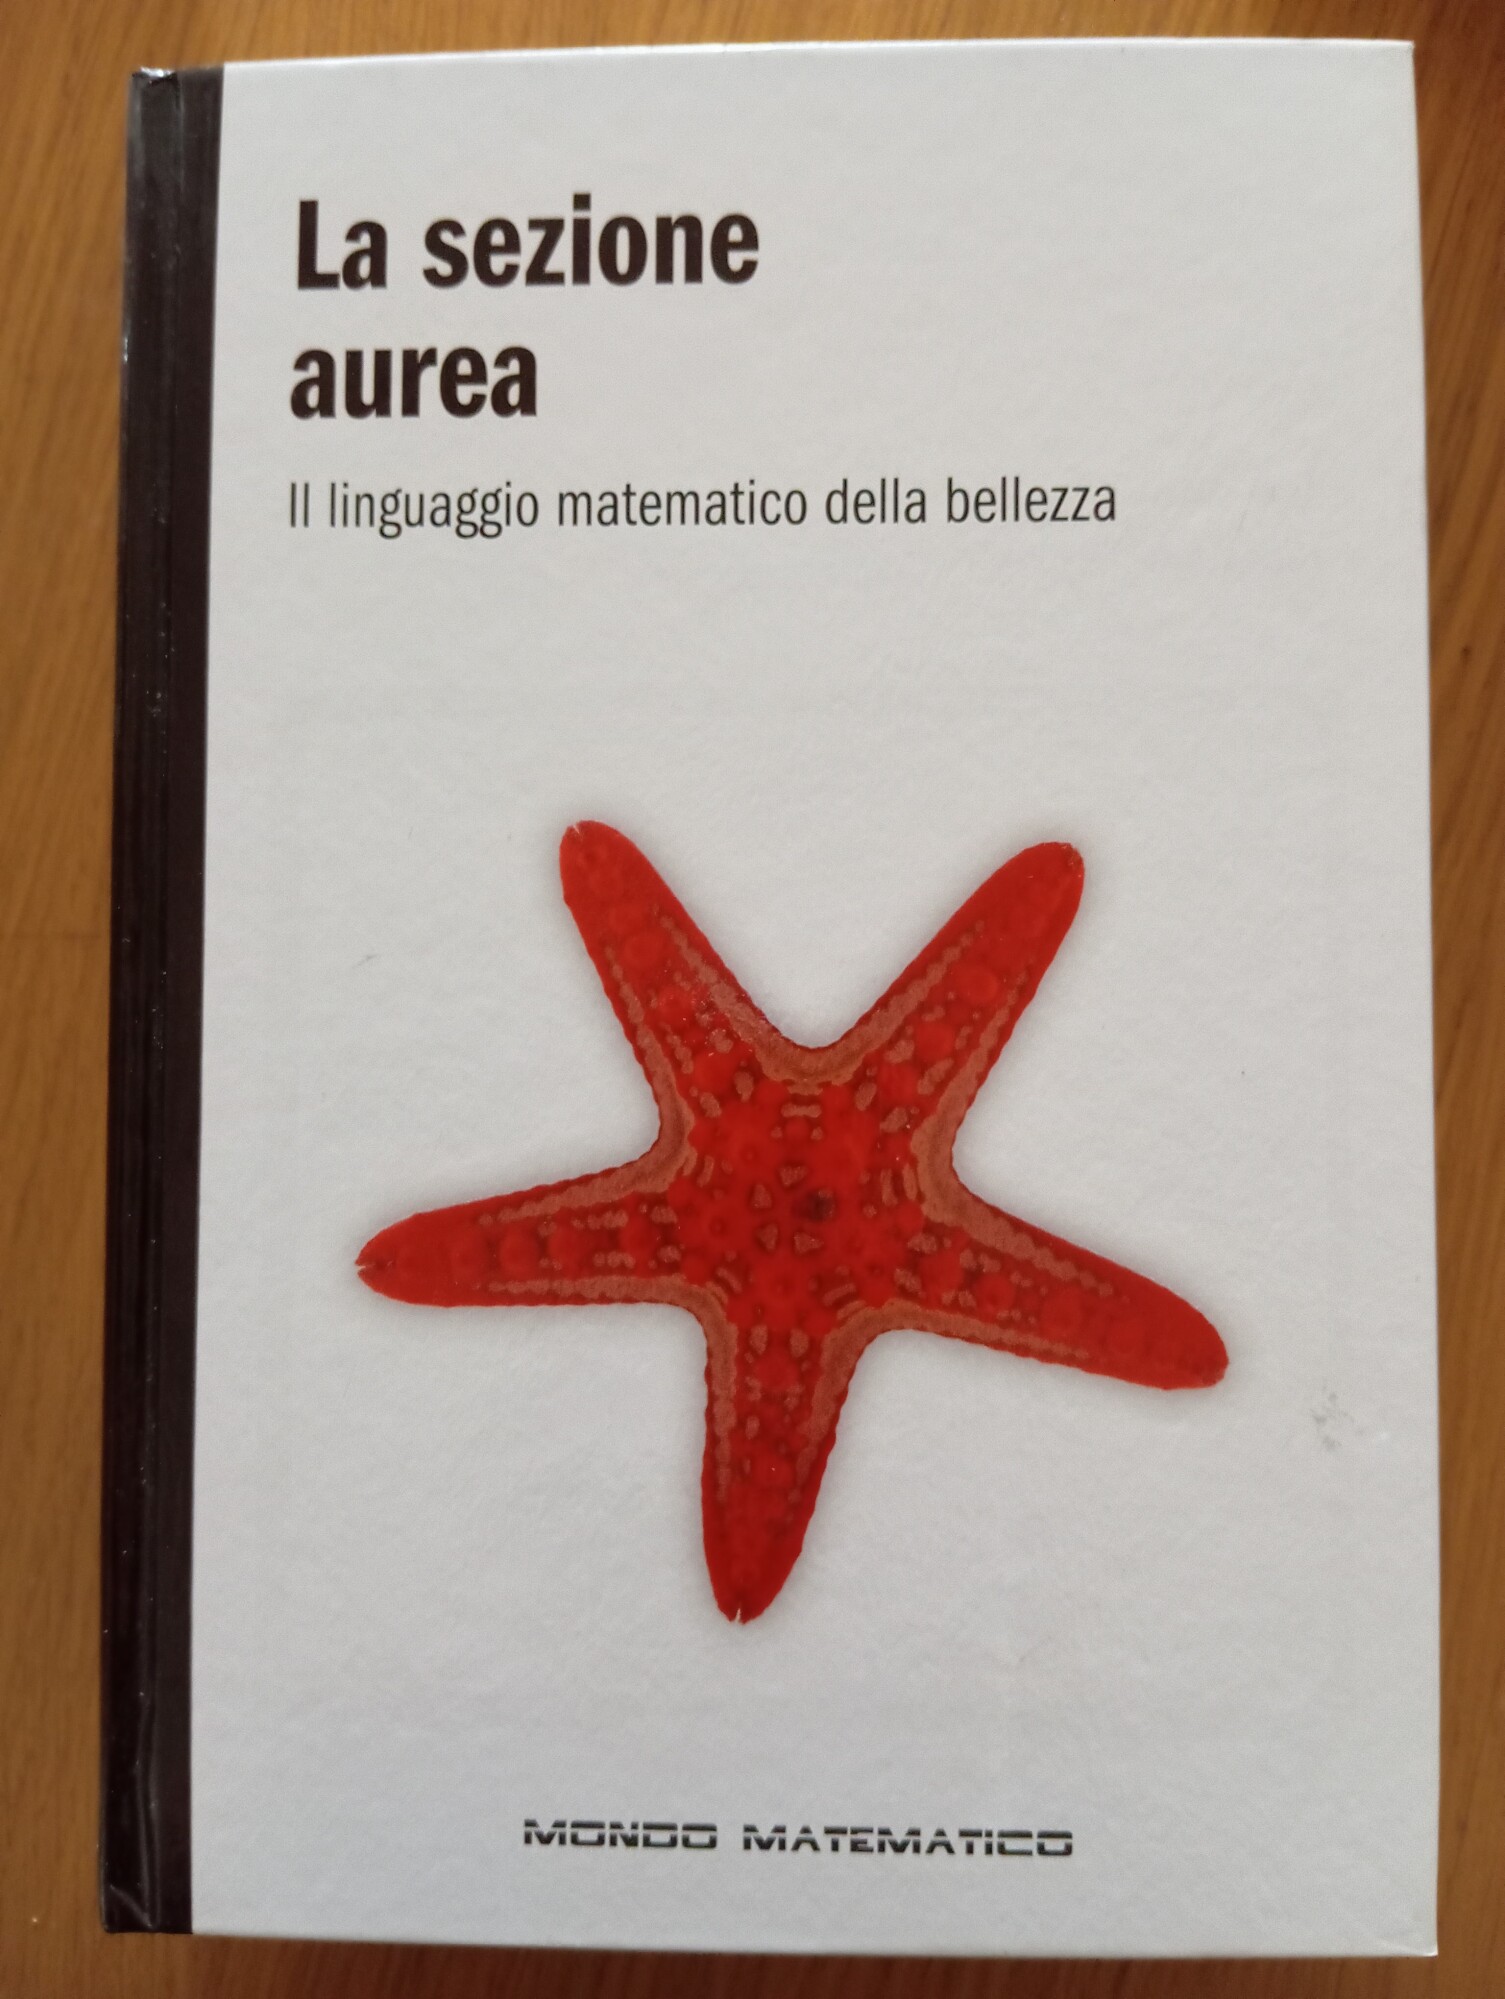 La sezione
aurea
Il linguaggio matematico della bellezza
MONDO MATEMATICO